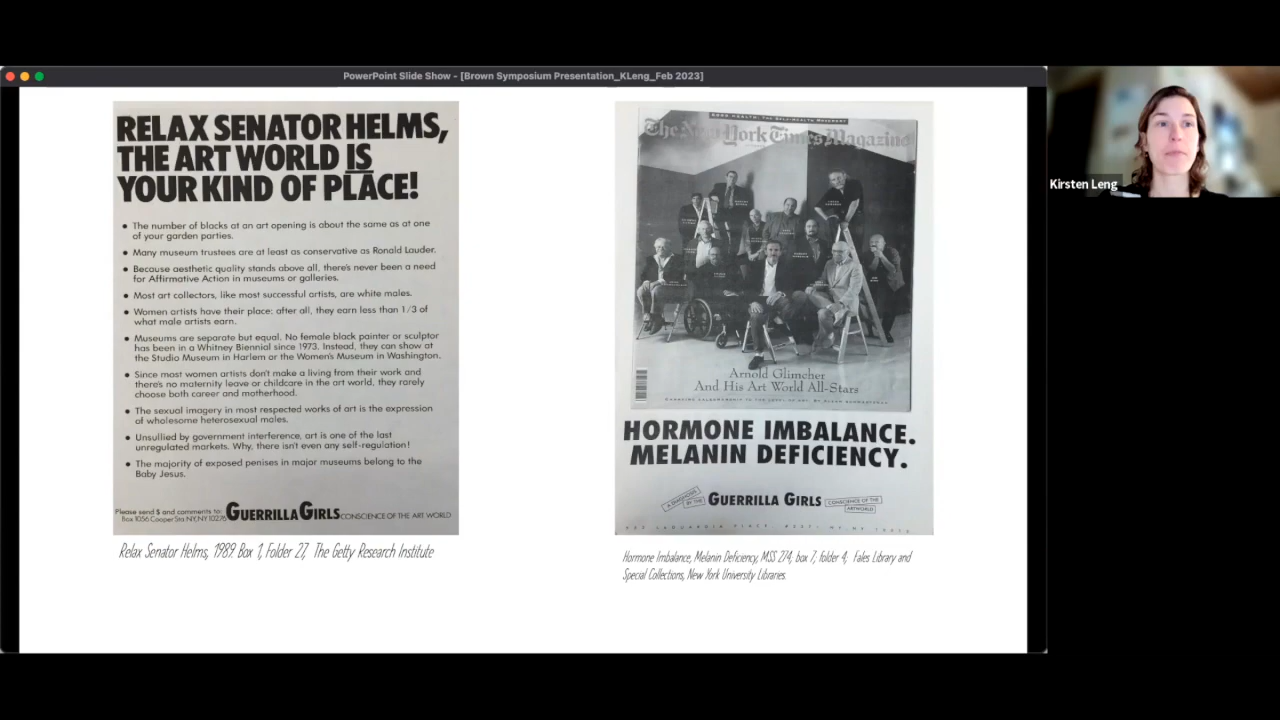 PowerPoint Slide Show - [Brown Symposium Presentation_KLeng_Feb 2023]
RELAX SENATOR HELMS,
THE ART WORLD IS
YOUR KIND OF PLACE!
• The number of blacks at an art opening is about the same as at one
of your garden parties.
• Many museum trustees are at least as conservative as Ronald Lauder.
• Because aesthetic quality stands above all, there's never been a need
for Affirmative Action in museums or galleries.
• Most art collectors, like most successful artists, are white males.
• Women artists have their place: after all, they earn less than 1/3 of
what male artists earn.
• Museums are separate but equal. No female black painter or sculptor
has been in a Whitney Biennial since 1973. Instead, they can show at
the Studio Museum in Harlem or the Women's Museum in Washington.
• Since most women artists don't make a living from their work and
there's no maternity leave or childcare in the art world, they rarely
choose both career and motherhood.
• The sexual imagery in most respected works of art is the expression
of wholesome heterosexual males.
• Unsullied by government interference, art is one of the last
unregulated markets. Why, there isn't even any self-regulation!
• The majority of exposed penises in major museums belong to the
Baby Jesus.
Please send $ and comments to:
Box 1056 Cooper Sta NY,NY 10276
GUERRILLA GIRLS CONSCIENCE OF THE ART WORLD
Relax Senator Helms, 1989. Box 1, Folder 27, The Getty Research Institute
The New York Times Magazine
Arnold Glimcher
And His Art World All-Stars
HORMONE IMBALANCE.
MELANIN DEFICIENCY.
A DIAGNOSIS
BY THE
GUERRILLA GIRLS
CONSCIENCE OF THE
ARTWORLD
Hormone Imbalance, Melanin Deficiency, MSS 274, box 7, folder 4, Fales Library and
Special Collections, New York University Libraries
Kirsten Leng